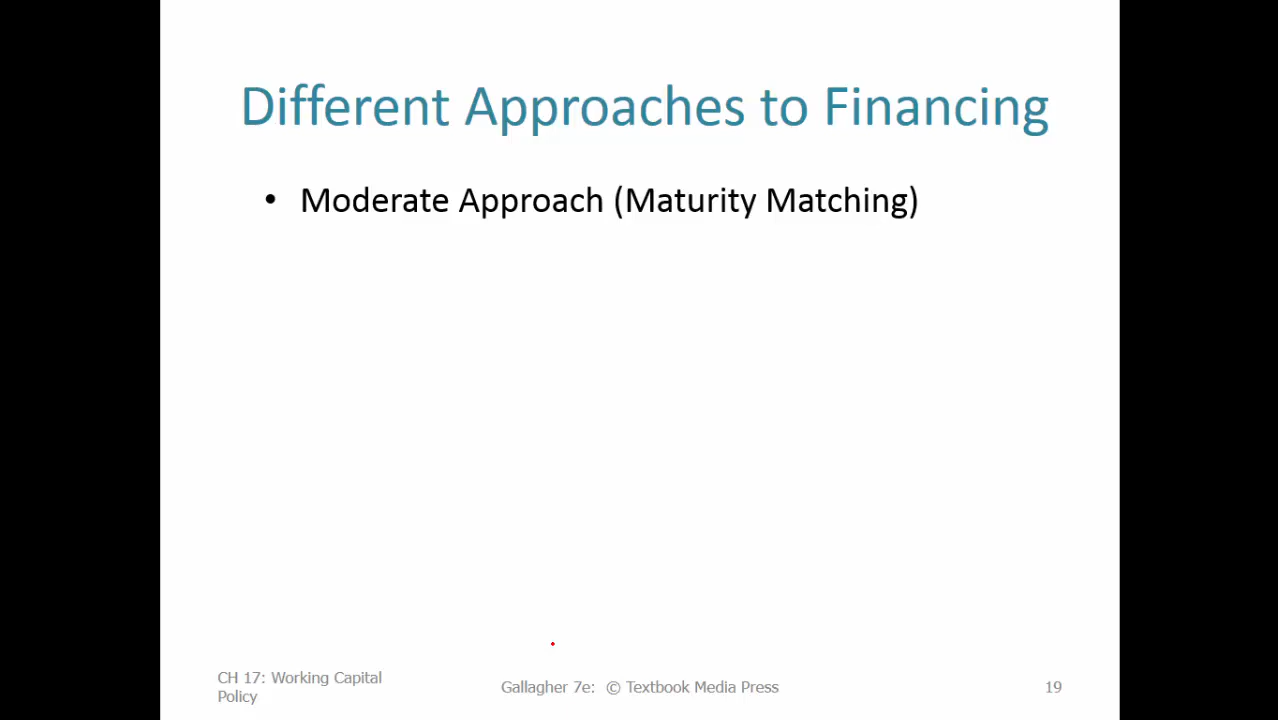 Different Approaches to Financing
• Moderate Approach (Maturity Matching)
CH 17: Working Capital
Policy
Gallagher 7e: © Textbook Media Press
19